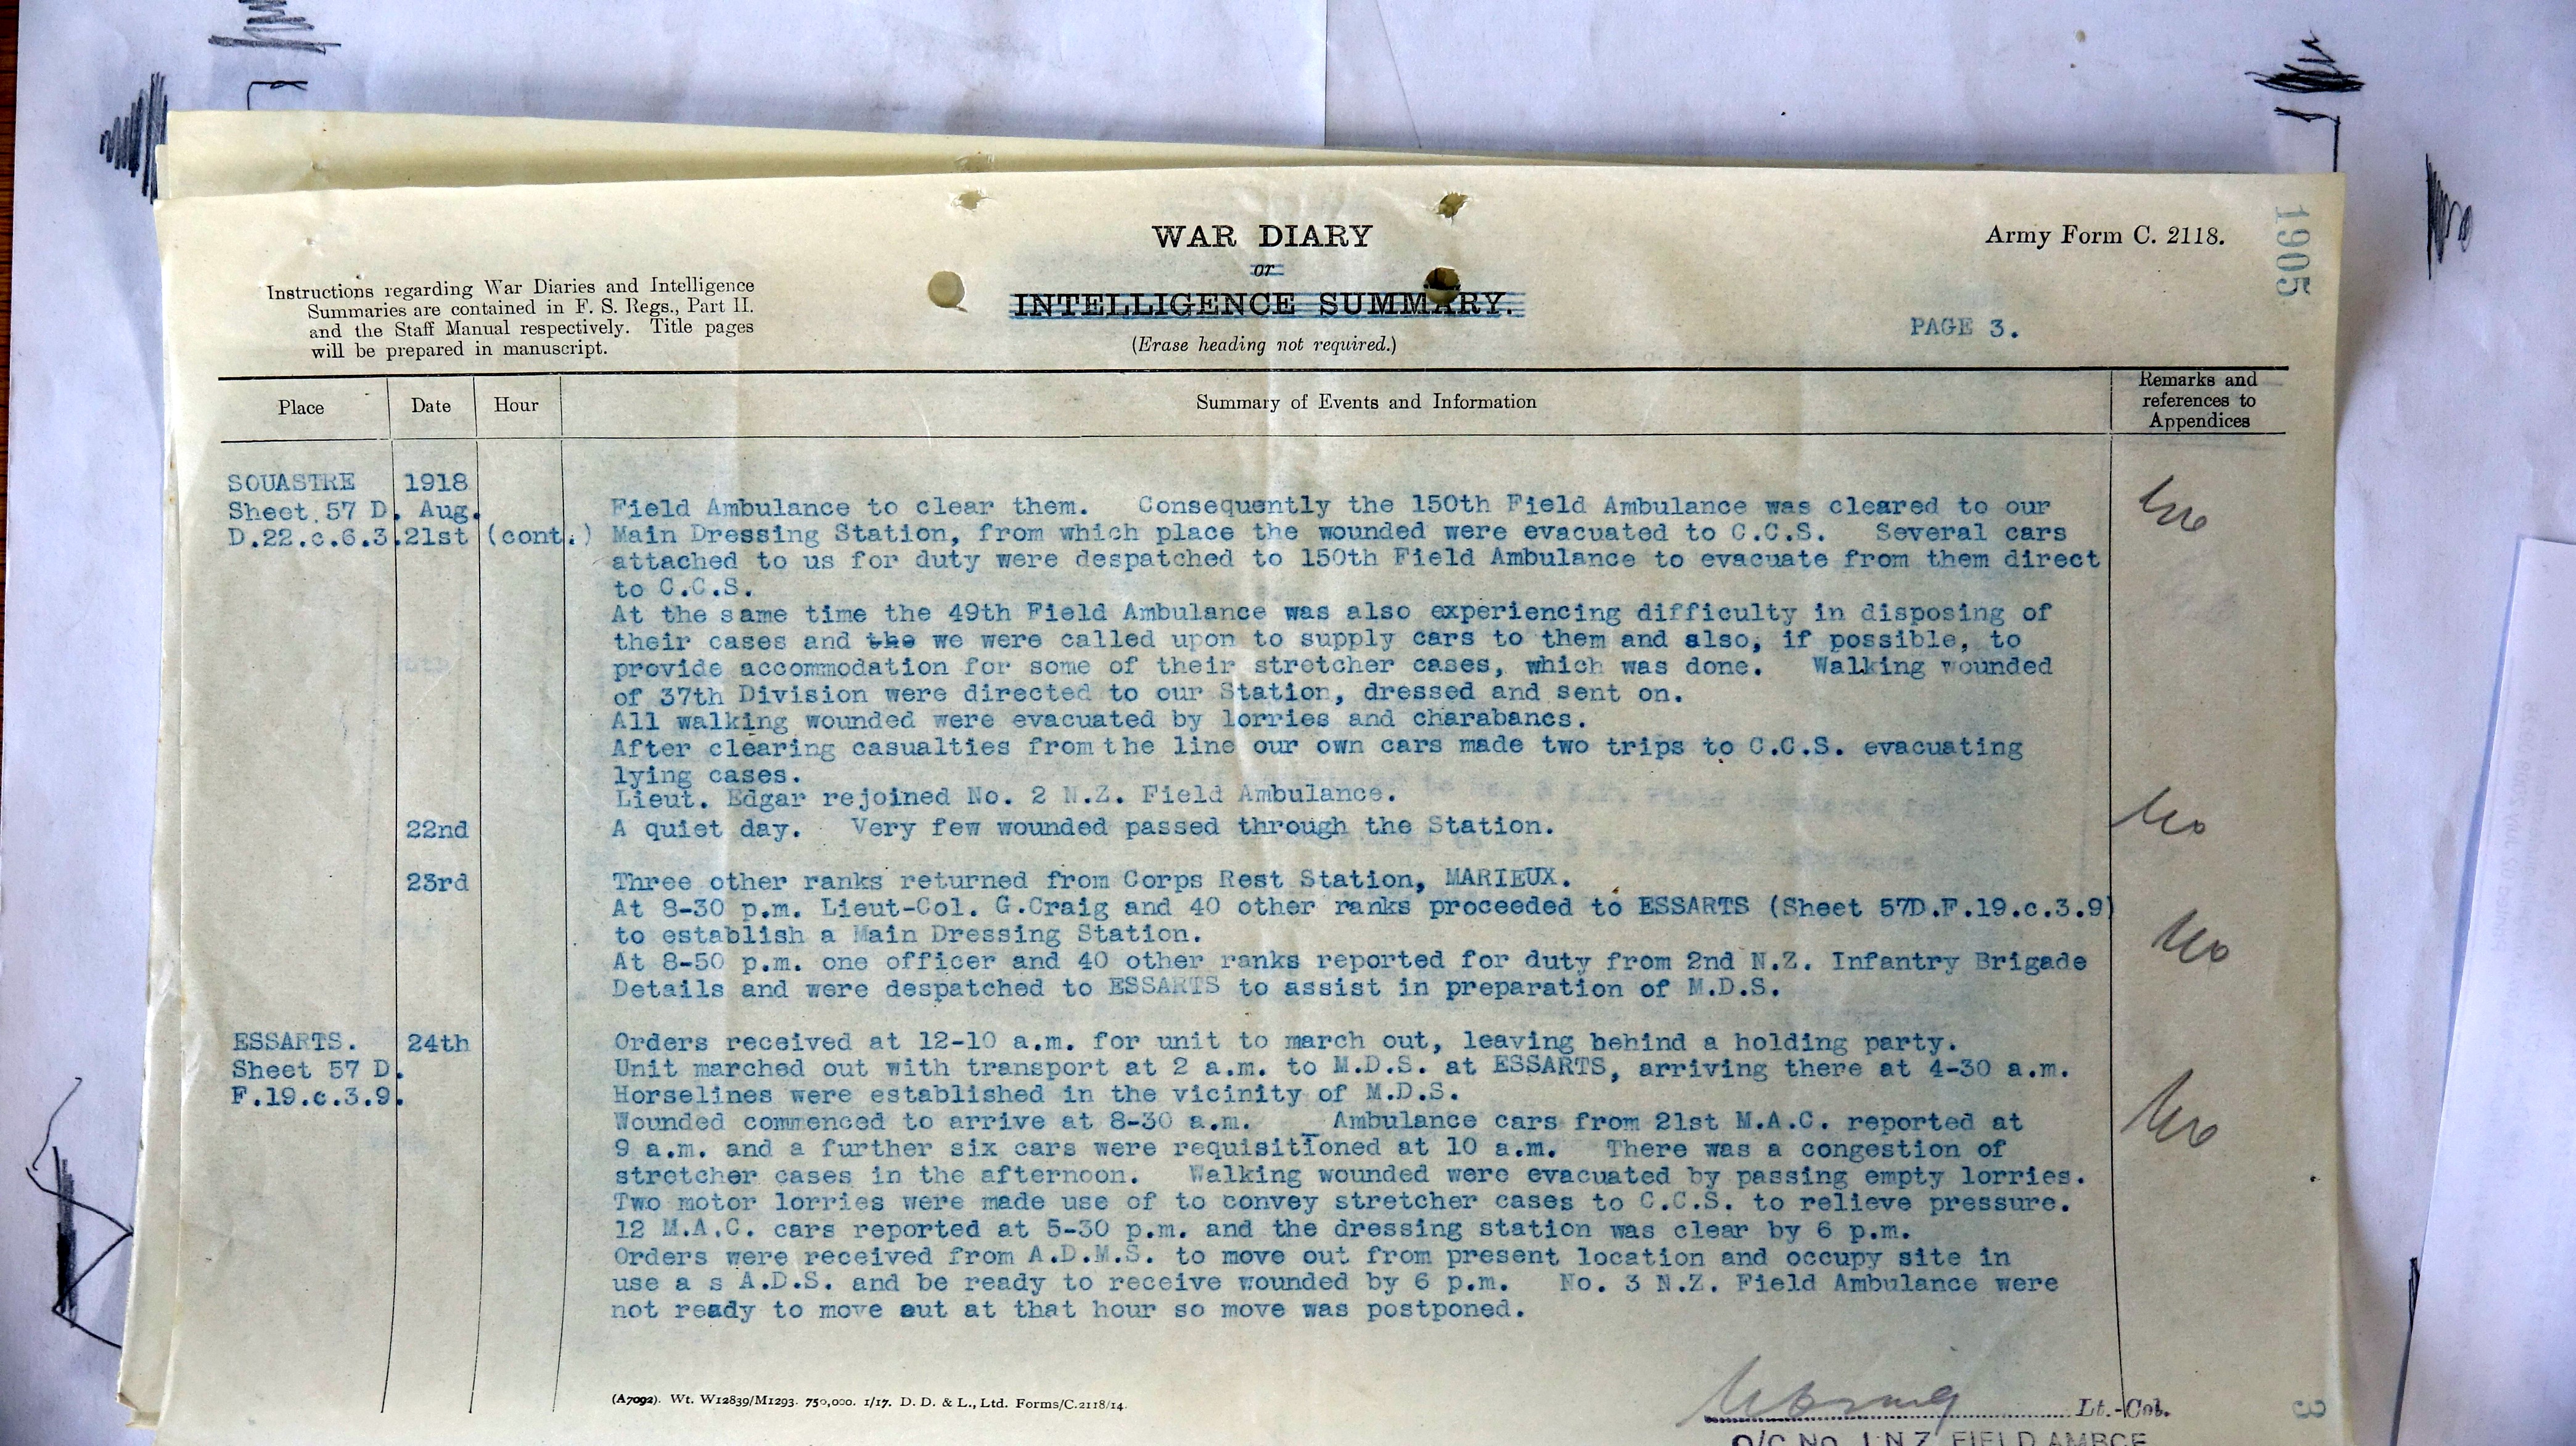 WAR DIARY
or
INTELLIGENCE SUMMARY.
(Erase heading not required.)
Army Form C. 2118.
1905
Instructions regarding War Diaries and Intelligence
Summaries are contained in F. S. Regs., Part II.
and the Staff Manual respectively. Title pages
will be prepared in manuscript.
PAGE 3.
Place Date Hour Summary of Events and Information Remarks and
references to
Appendices
SOUASTRE 1918
Sheet 57 D. Aug. Field Ambulance to clear them. Consequently the 150th Field Ambulance was cleared to our
D.22.c.6.3.21st (cont.) Main Dressing Station, from which place the wounded were evacuated to C.C.S. Several cars
attached to us for duty were despatched to 150th Field Ambulance to evacuate from them direct
to C.C.S.
At the same time the 49th Field Ambulance was also experiencing difficulty in disposing of
their cases and the we were called upon to supply cars to them and also, if possible, to
provide accommodation for some of their stretcher cases, which was done. Walking wounded
of 37th Division were directed to our Station, dressed and sent on.
All walking wounded were evacuated by lorries and charabancs.
After clearing casualties from the line our own cars made two trips to C.C.S. evacuating
lying cases.
Lieut. Edgar rejoined No. 2 N.Z. Field Ambulance.
22nd A quiet day. Very few wounded passed through the Station.
23rd Three other ranks returned from Corps Rest Station, MARIEUX.
At 8-30 p.m. Lieut-Col. G.Craig and 40 other ranks proceeded to ESSARTS (Sheet 57D.F.19.c.3.9)
to establish a Main Dressing Station.
At 8-50 p.m. one officer and 40 other ranks reported for duty from 2nd N.Z. Infantry Brigade
Details and were despatched to ESSARTS to assist in preparation of M.D.S.
ESSARTS. 24th Orders received at 12-10 a.m. for unit to march out, leaving behind a holding party.
Sheet 57 D. Unit marched out with transport at 2 a.m. to M.D.S. at ESSARTS, arriving there at 4-30 a.m.
F.19.c.3.9. Horselines were established in the vicinity of M.D.S.
Wounded commenced to arrive at 8-30 a.m. _ Ambulance cars from 21st M.A.C. reported at
9 a.m. and a further six cars were requisitioned at 10 a.m. There was a congestion of
stretcher cases in the afternoon. Walking wounded were evacuated by passing empty lorries.
Two motor lorries were made use of to convey stretcher cases to C.C.S. to relieve pressure.
12 M.A.C. cars reported at 5-30 p.m. and the dressing station was clear by 6 p.m.
Orders were received from A.D.M.S. to move out from present location and occupy site in
use a s A.D.S. and be ready to receive wounded by 6 p.m. No. 3 N.Z. Field Ambulance were
not ready to move out at that hour so move was postponed.
(A7092). Wt. W12839/M1293. 750,000. 1/17. D. D. & L., Ltd. Forms/C.2118/14.
Lt.-Col.
O/C No. 1 N.Z. FIELD AMBCE
3